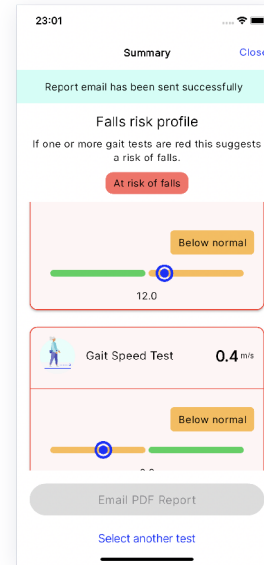 23:01
Summary
Close
Report email has been sent successfully
Falls risk profile
If one or more gait tests are red this suggests
a risk of falls.
At risk of falls
Below normal
12.0
Gait Speed Test
0.4 m/s
Below normal
Email PDF Report
Select another test